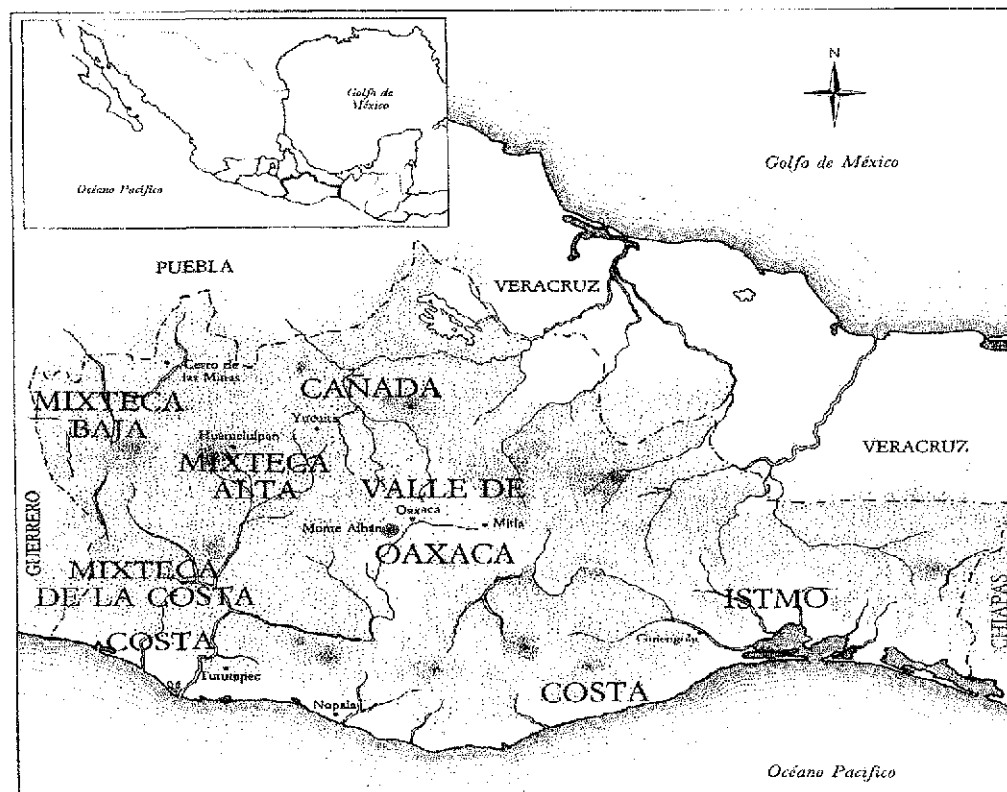 Golfo de
México
Océano Pacífico
N
Golfo de México
PUEBLA
VERACRUZ
Cerro de
las Minas
CAÑADA
MIXTECA
BAJA
Yucuita
Huamelulpan
MIXTECA
ALTA
VERACRUZ
VALLE DE
Oaxaca
Monte Albán
Mitla
OAXACA
GUERRERO
MIXTECA
DE LA COSTA
ISTMO
CHIAPAS
COSTA
Tututepec
COSTA
Nopala
Océano Pacífico